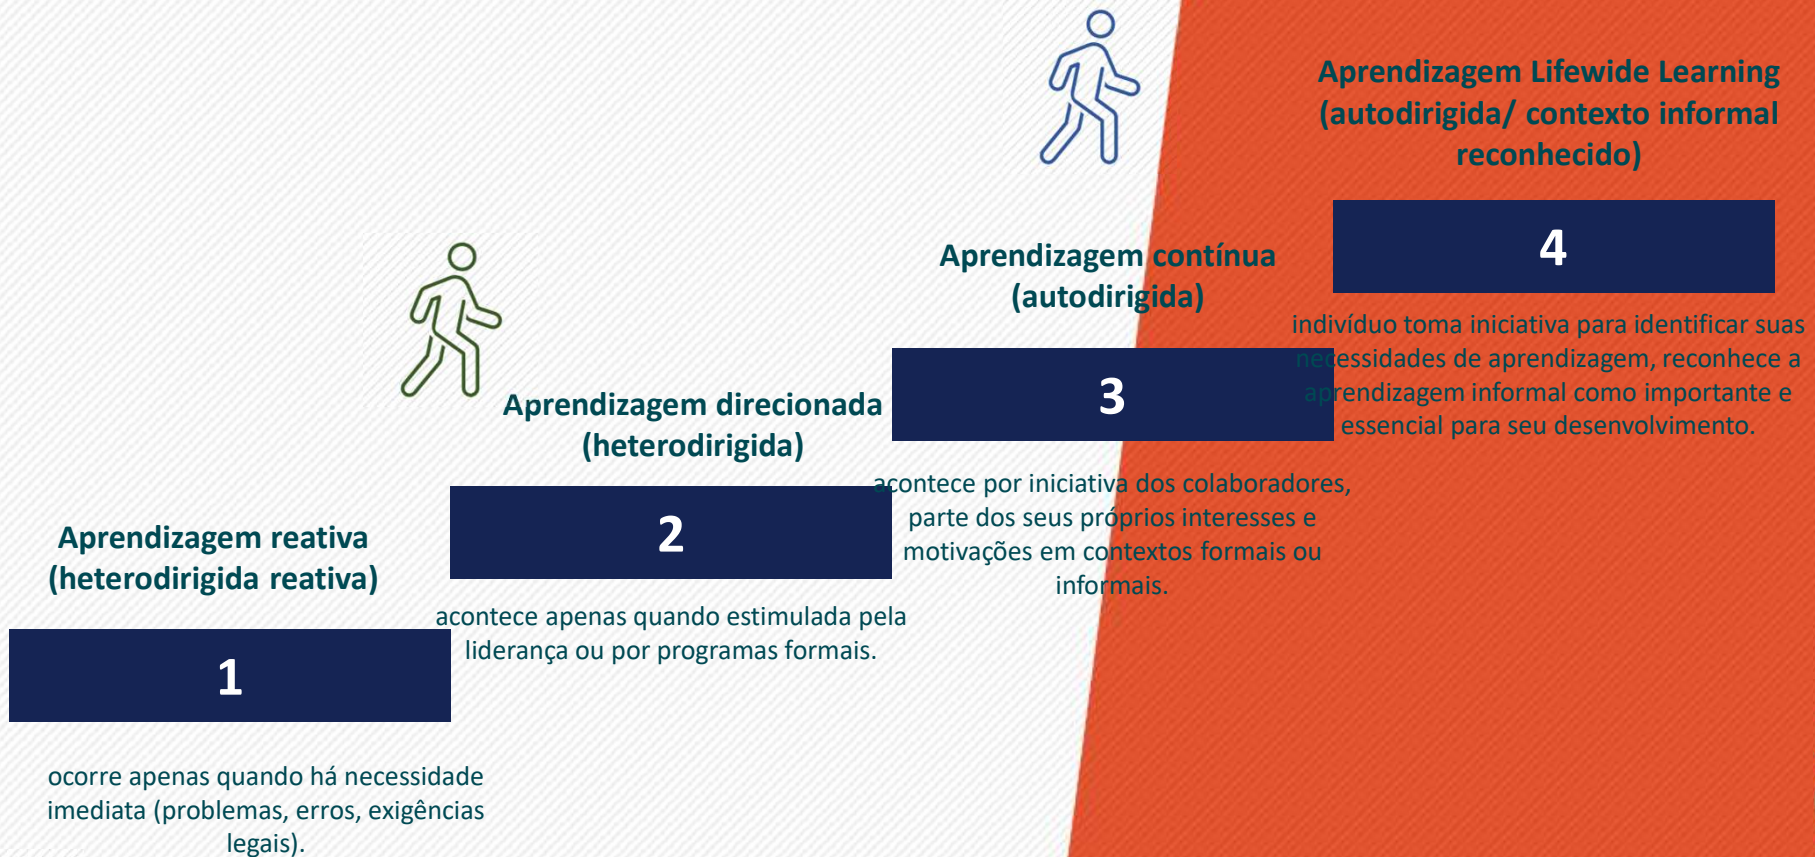 Aprendizagem reativa
(heterodirigida reativa)
1
ocorre apenas quando há necessidade
imediata (problemas, erros, exigências
legais).
Aprendizagem direcionada
(heterodirigida)
2
acontece apenas quando estimulada pela
liderança ou por programas formais.
Aprendizagem contínua
(autodirigida)
3
acontece por iniciativa dos colaboradores,
parte dos seus próprios interesses e
motivações em contextos formais ou
informais.
Aprendizagem Lifewide Learning
(autodirigida/ contexto informal
reconhecido)
4
indivíduo toma iniciativa para identificar suas
necessidades de aprendizagem, reconhece a
aprendizagem informal como importante e
essencial para seu desenvolvimento.